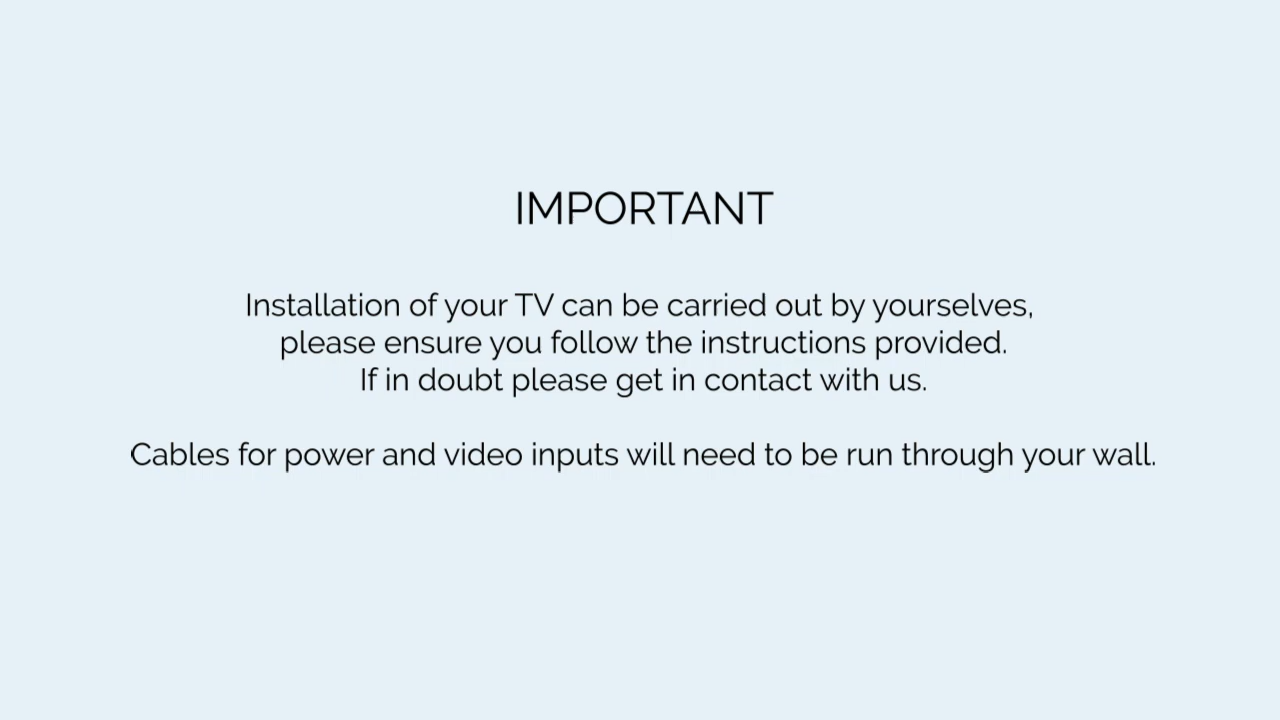 IMPORTANT
Installation of your TV can be carried out by yourselves,
please ensure you follow the instructions provided.
If in doubt please get in contact with us.
Cables for power and video inputs will need to be run through your wall.